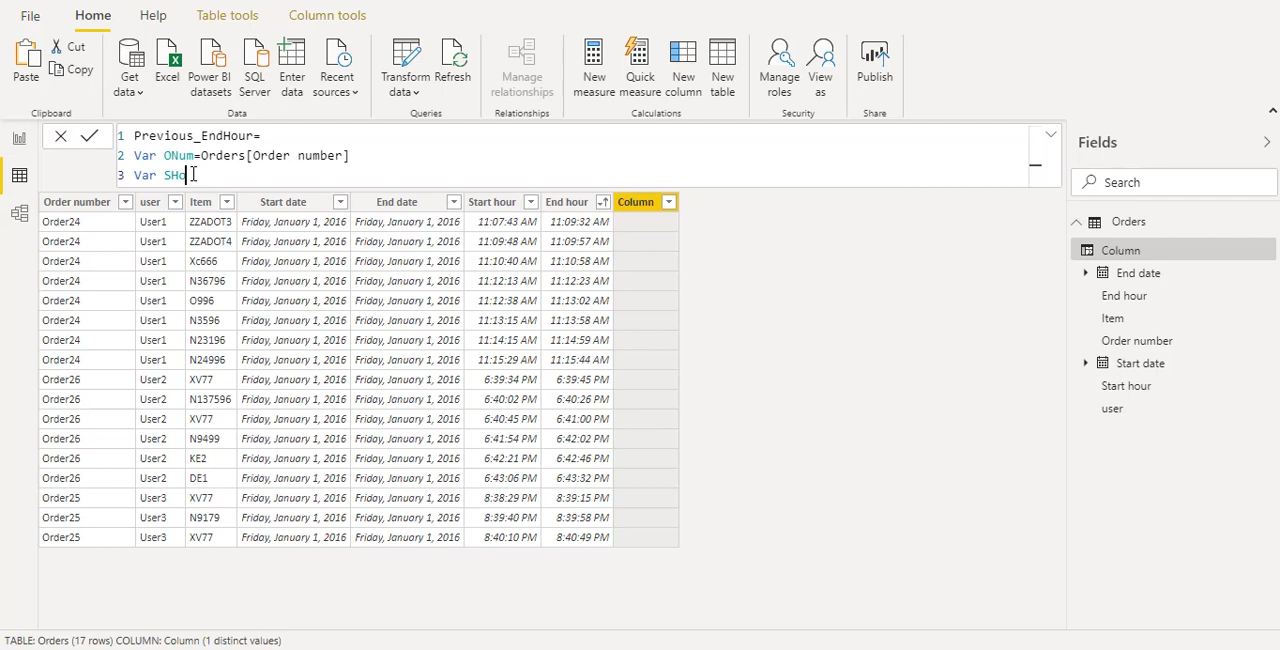 File Home Help Table tools Column tools
Paste Cut Copy Clipboard
Get data Excel Power BI datasets SQL Server Enter data Recent sources Data
Transform data Refresh Queries
Manage relationships Relationships
New measure Quick measure New column New table Calculations
Manage roles View as Security
Publish Share
1 Previous_EndHour=
2 Var ONum=Orders[Order number]
3 Var SHo
Order number user Item Start date End date Start hour End hour Column
Order24 User1 ZZADOT3 Friday, January 1, 2016 Friday, January 1, 2016 11:07:43 AM 11:09:32 AM
Order24 User1 ZZADOT4 Friday, January 1, 2016 Friday, January 1, 2016 11:09:48 AM 11:09:57 AM
Order24 User1 Xc666 Friday, January 1, 2016 Friday, January 1, 2016 11:10:40 AM 11:10:58 AM
Order24 User1 N36796 Friday, January 1, 2016 Friday, January 1, 2016 11:12:13 AM 11:12:23 AM
Order24 User1 O996 Friday, January 1, 2016 Friday, January 1, 2016 11:12:38 AM 11:13:02 AM
Order24 User1 N3596 Friday, January 1, 2016 Friday, January 1, 2016 11:13:15 AM 11:13:58 AM
Order24 User1 N23196 Friday, January 1, 2016 Friday, January 1, 2016 11:14:15 AM 11:14:59 AM
Order24 User1 N24996 Friday, January 1, 2016 Friday, January 1, 2016 11:15:29 AM 11:15:44 AM
Order26 User2 XV77 Friday, January 1, 2016 Friday, January 1, 2016 6:39:34 PM 6:39:45 PM
Order26 User2 N137596 Friday, January 1, 2016 Friday, January 1, 2016 6:40:02 PM 6:40:26 PM
Order26 User2 XV77 Friday, January 1, 2016 Friday, January 1, 2016 6:40:45 PM 6:41:00 PM
Order26 User2 N9499 Friday, January 1, 2016 Friday, January 1, 2016 6:41:54 PM 6:42:02 PM
Order26 User2 KE2 Friday, January 1, 2016 Friday, January 1, 2016 6:42:21 PM 6:42:46 PM
Order26 User2 DE1 Friday, January 1, 2016 Friday, January 1, 2016 6:43:06 PM 6:43:32 PM
Order25 User3 XV77 Friday, January 1, 2016 Friday, January 1, 2016 8:38:29 PM 8:39:15 PM
Order25 User3 N9179 Friday, January 1, 2016 Friday, January 1, 2016 8:39:40 PM 8:39:58 PM
Order25 User3 XV77 Friday, January 1, 2016 Friday, January 1, 2016 8:40:10 PM 8:40:49 PM
Fields
Search
Orders
Column
End date
End hour
Item
Order number
Start date
Start hour
user
TABLE: Orders (17 rows) COLUMN: Column (1 distinct values)